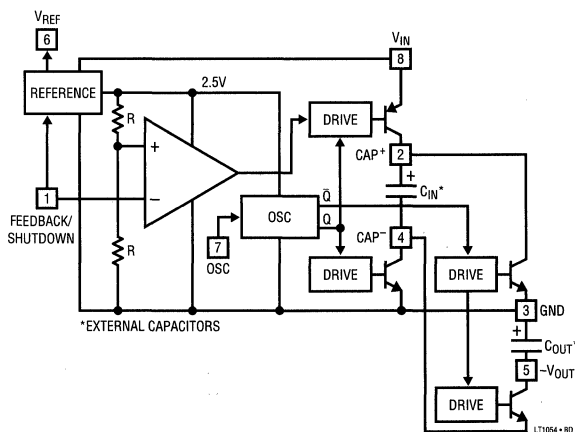 VREF
6
VIN
8
REFERENCE
2.5V
R
DRIVE
+
CAP+
2
+
CIN*
Q̄
−
1
OSC
Q
CAP−
4
FEEDBACK/
SHUTDOWN
7
OSC
R
DRIVE
DRIVE
3
GND
*EXTERNAL CAPACITORS
+
COUT*
5
−VOUT
DRIVE
LT1054 • BD